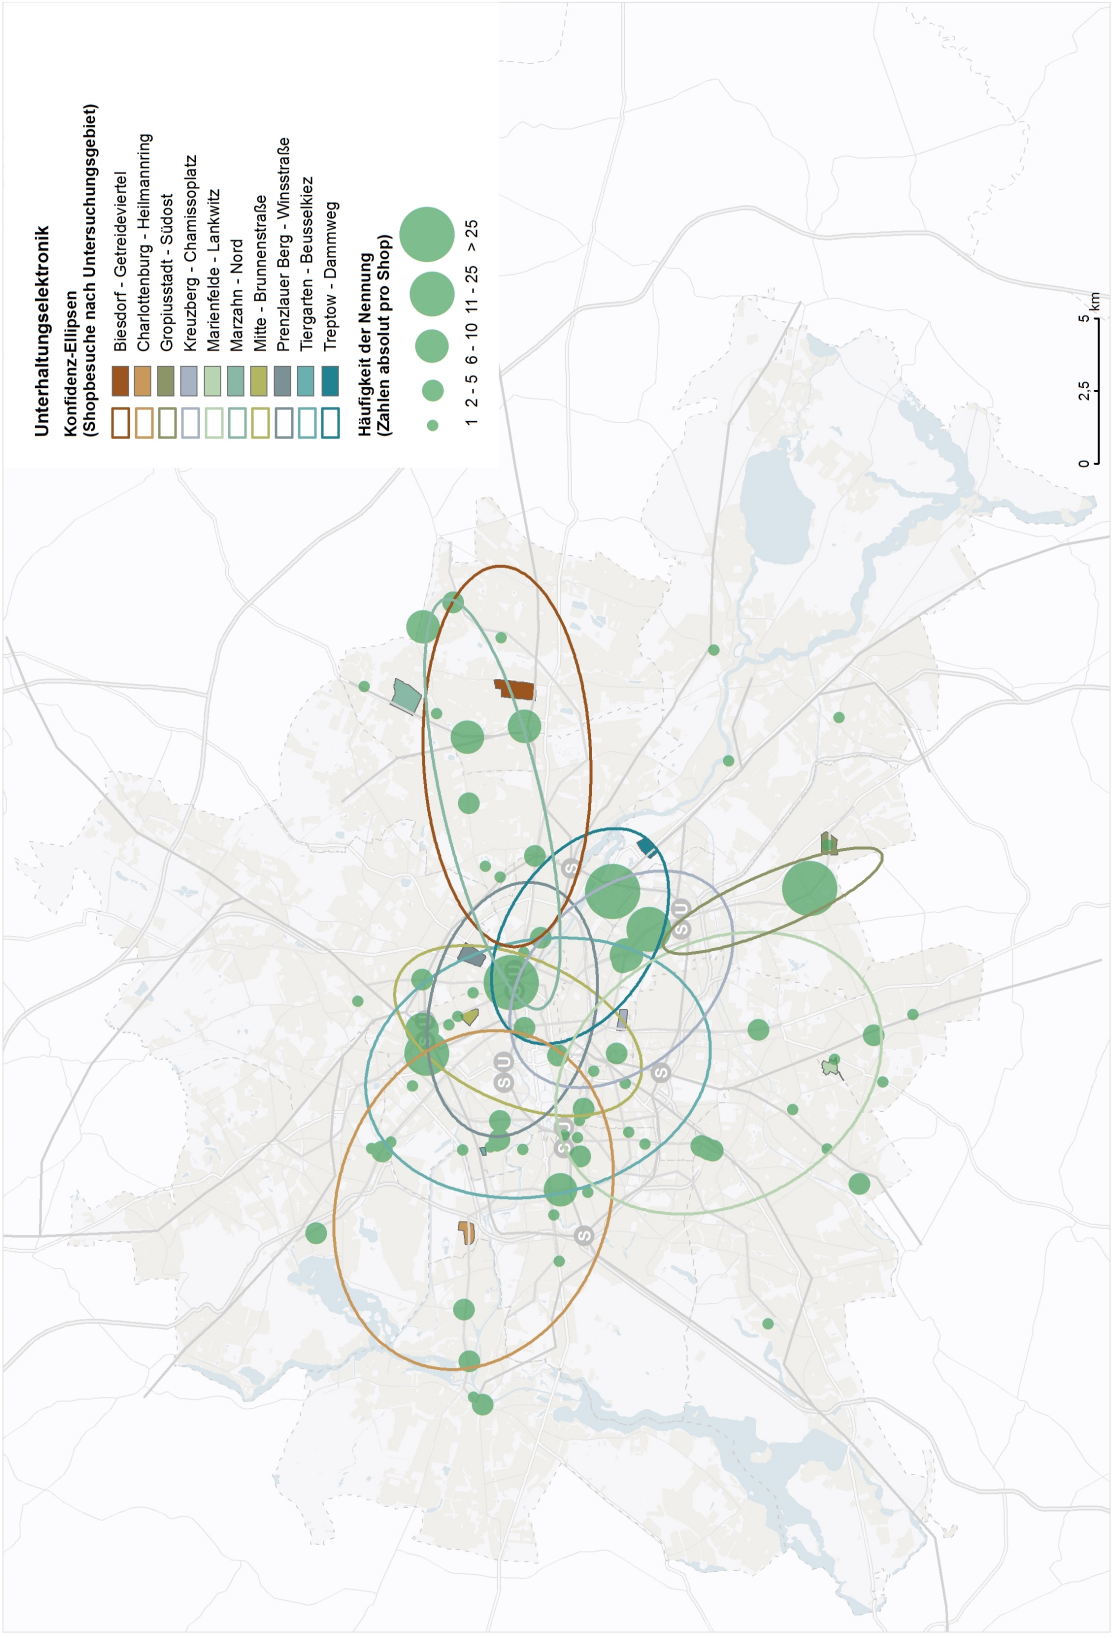 Unterhaltungselektronik
Konfidenz-Ellipsen
(Shopbesuche nach Untersuchungsgebiet)
Biesdorf - Getreideviertel
Charlottenburg - Heilmannring
Gropiusstadt - Südost
Kreuzberg - Chamissoplatz
Marienfelde - Lankwitz
Marzahn - Nord
Mitte - Brunnenstraße
Prenzlauer Berg - Winsstraße
Tiergarten - Beusselkiez
Treptow - Dammweg
Häufigkeit der Nennung
(Zahlen absolut pro Shop)
1 2 - 5 6 - 10 11 - 25 > 25
0 2,5 5
km
S
S U
S U
S U
S U
S U
S
S